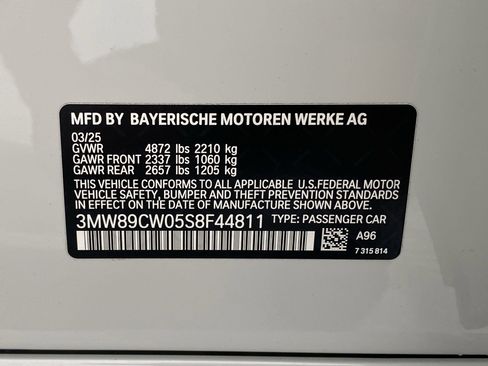 MFD BY BAYERISCHE MOTOREN WERKE AG
03/25
GVWR 4872 lbs 2210 kg
GAWR FRONT 2337 lbs 1060 kg
GAWR REAR 2657 lbs 1205 kg
THIS VEHICLE CONFORMS TO ALL APPLICABLE U.S.FEDERAL MOTOR
VEHICLE SAFETY, BUMPER AND THEFT PREVENTION STANDARDS
IN EFFECT ON THE DATE OF MANUFACTURE SHOWN ABOVE.
3MW89CW05S8F44811 TYPE: PASSENGER CAR
A96
7 315 814